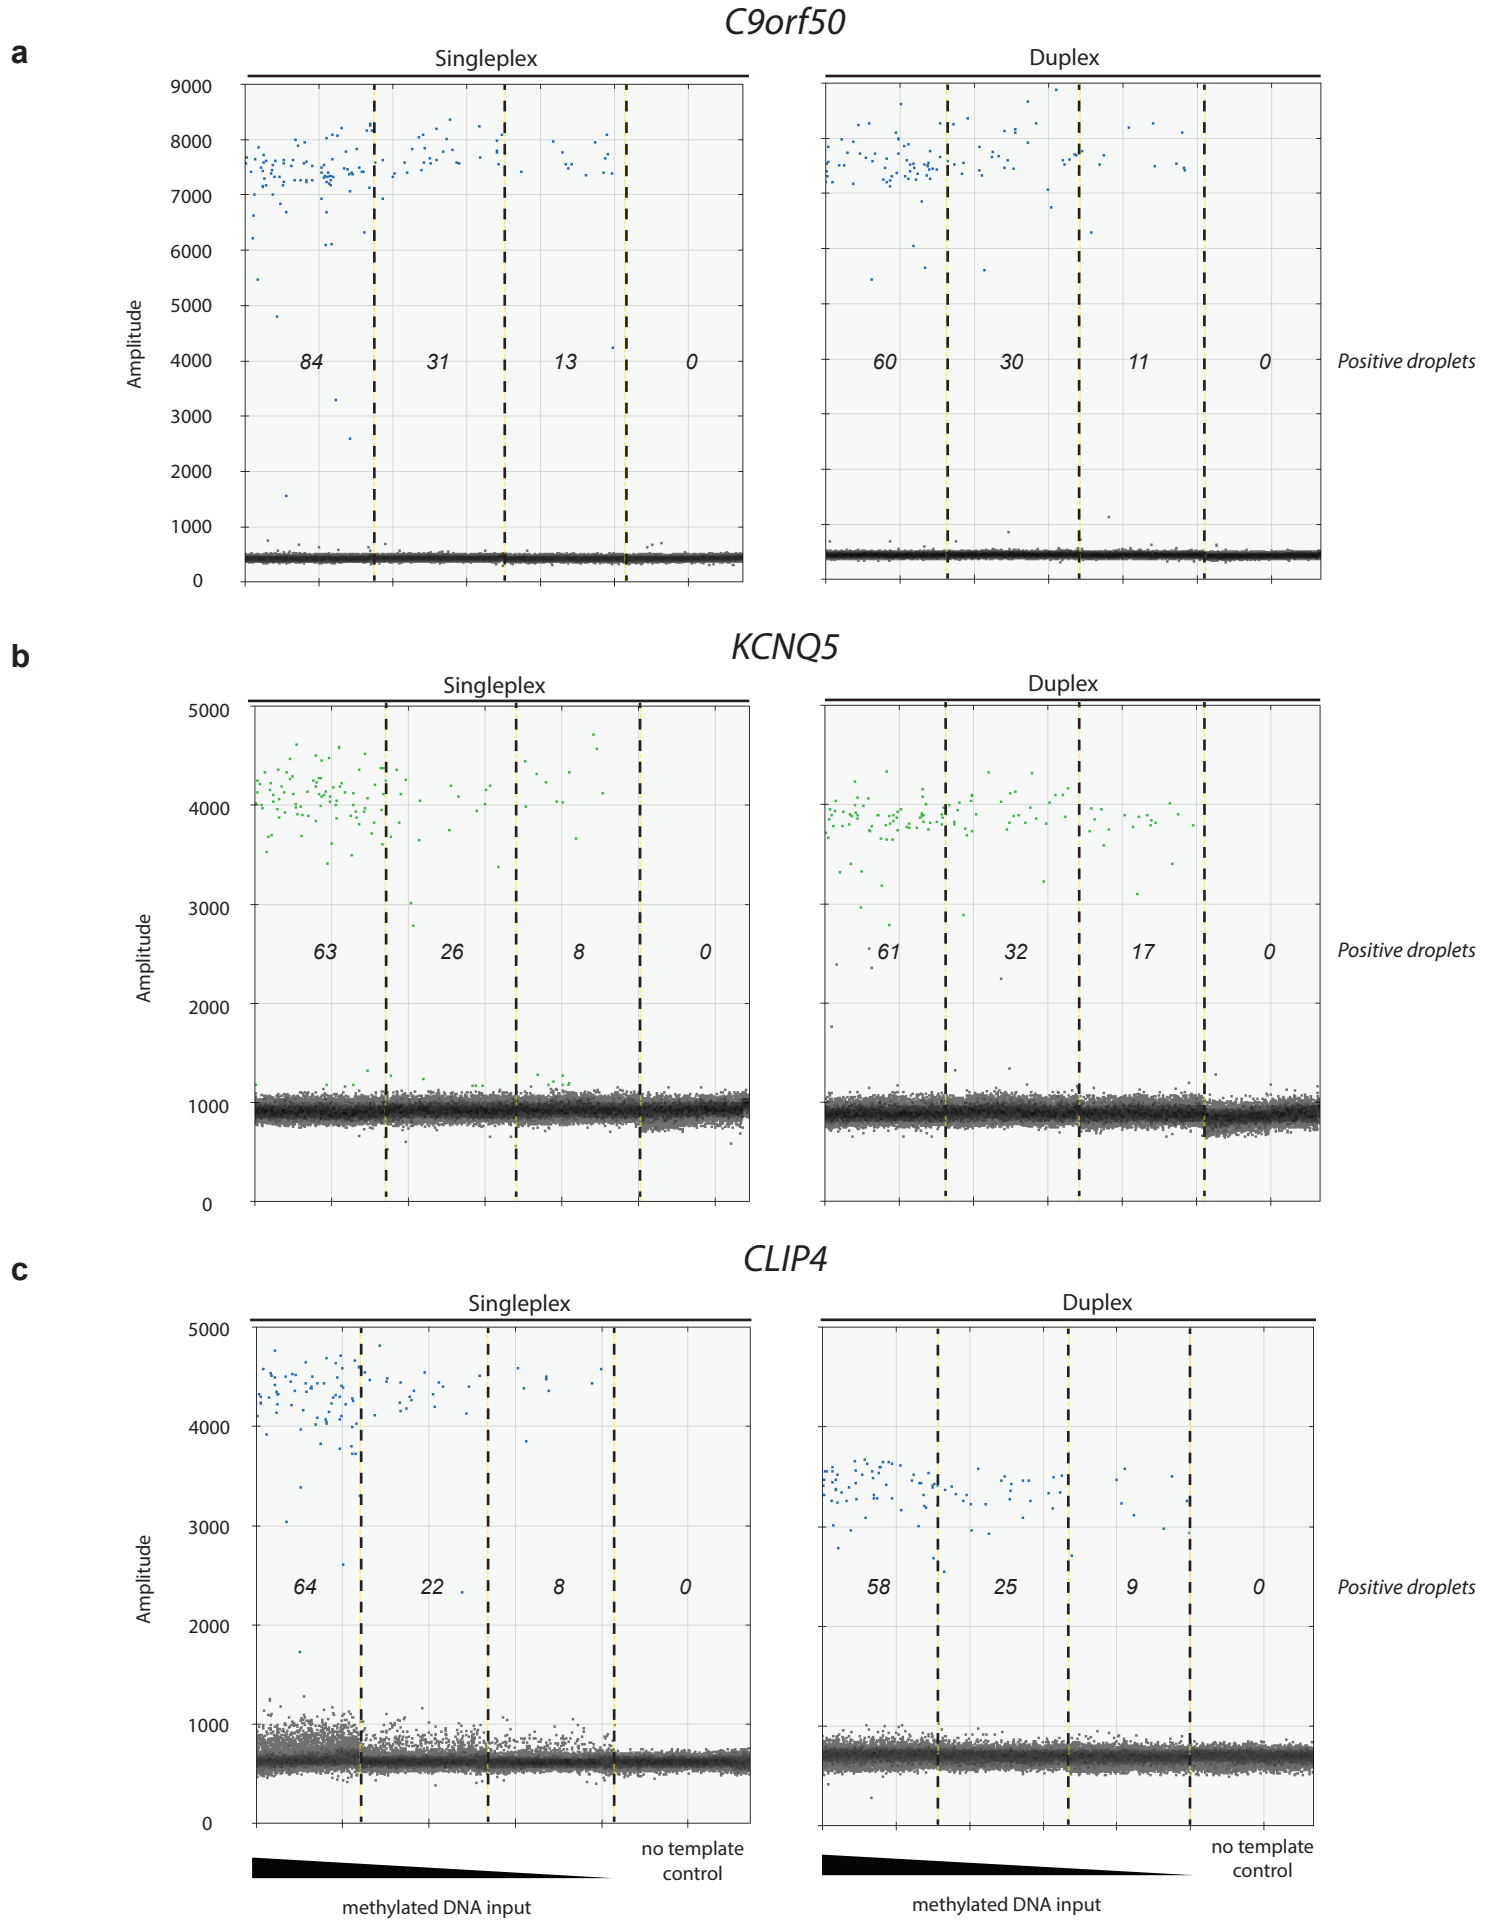 C9orf50
a
Singleplex
Duplex
9000
8000
7000
6000
5000
4000
3000
2000
1000
0
Amplitude
84
31
13
0
60
30
11
0
Positive droplets
KCNQ5
b
Singleplex
Duplex
5000
4000
3000
2000
1000
0
Amplitude
63
26
8
0
61
32
17
0
Positive droplets
CLIP4
c
Singleplex
Duplex
5000
4000
3000
2000
1000
0
Amplitude
64
22
8
0
58
25
9
0
Positive droplets
no template
control
methylated DNA input
no template
control
methylated DNA input